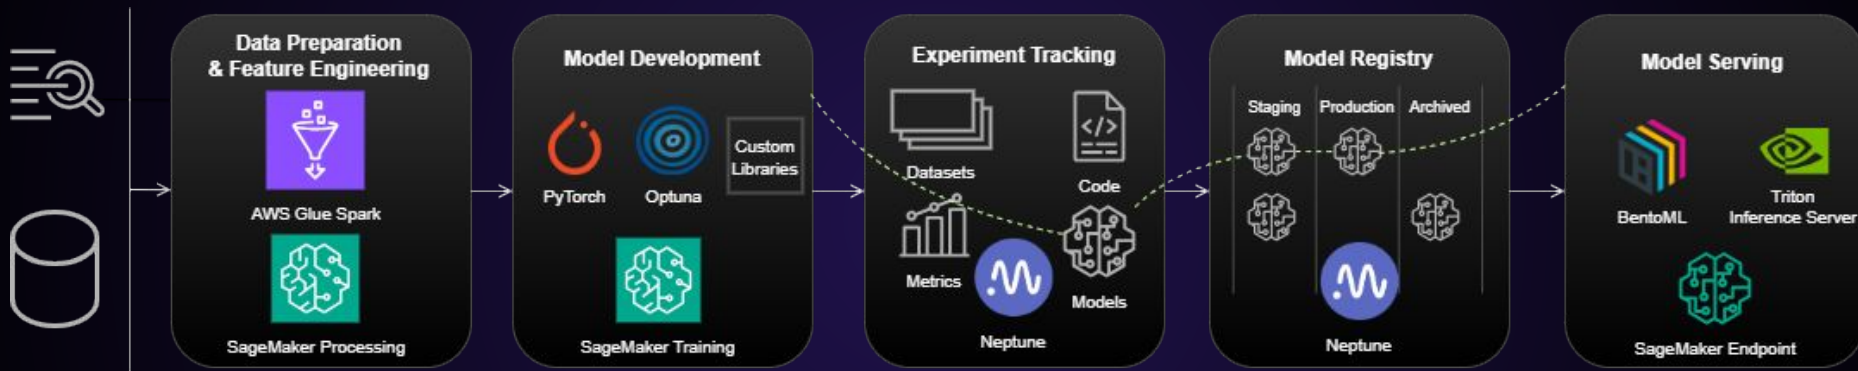 Data Preparation
& Feature Engineering
AWS Glue Spark
SageMaker Processing
Model Development
PyTorch
Optuna
Custom
Libraries
SageMaker Training
Experiment Tracking
Datasets
Code
Metrics
Models
Neptune
Model Registry
Staging
Production
Archived
Neptune
Model Serving
BentoML
Triton
Inference Server
SageMaker Endpoint